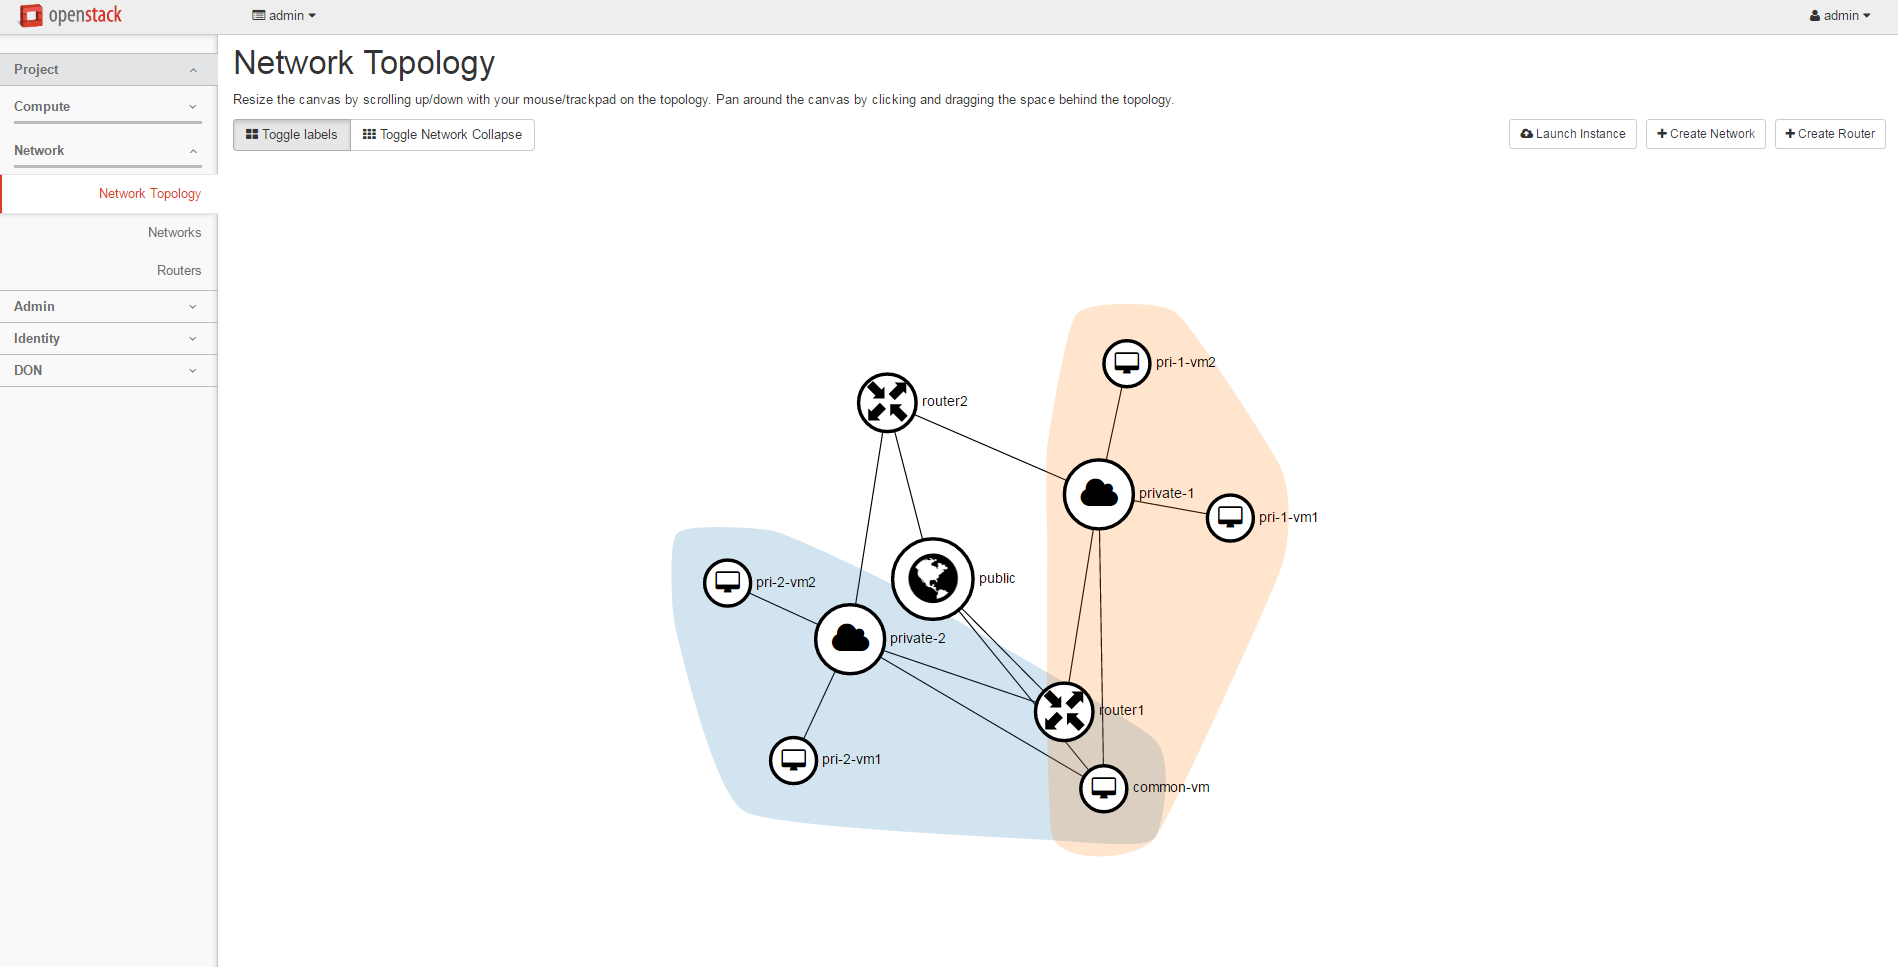 openstack
admin
admin
Project
Compute
Network
Network Topology
Networks
Routers
Admin
Identity
DON
Network Topology
Resize the canvas by scrolling up/down with your mouse/trackpad on the topology. Pan around the canvas by clicking and dragging the space behind the topology.
Toggle labels
Toggle Network Collapse
Launch Instance
Create Network
Create Router
pri-1-vm2
router2
private-1
pri-1-vm1
public
pri-2-vm2
private-2
router1
pri-2-vm1
common-vm